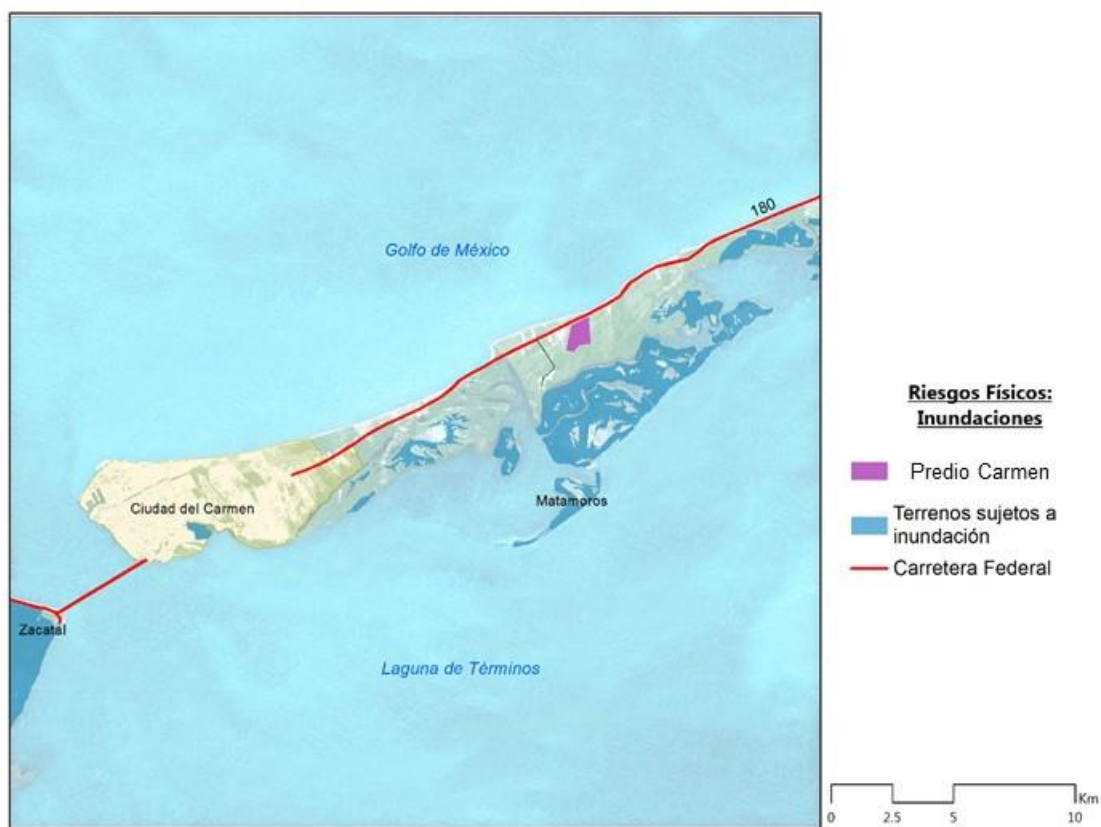 180
Golfo de México
Ciudad del Carmen
Matamoros
Zacatal
Laguna de Términos
Riesgos Físicos:
Inundaciones
Predio Carmen
Terrenos sujetos a
inundación
Carretera Federal
Km
0 2.5 5 10